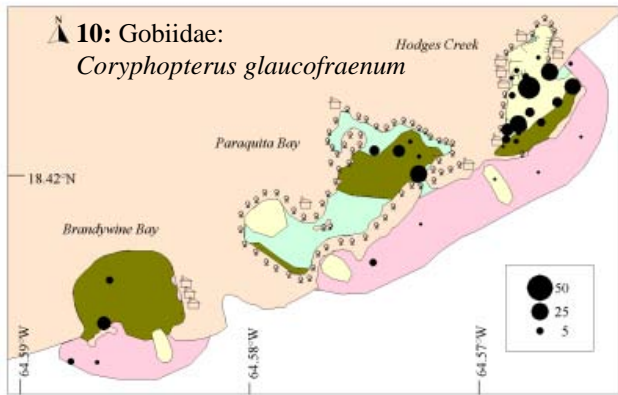 N
10: Gobiidae:
Coryphopterus glaucofraenum
Hodges Creek
Paraquita Bay
18.42°N
Brandywine Bay
50
25
5
64.59°W
64.58°W
64.57°W